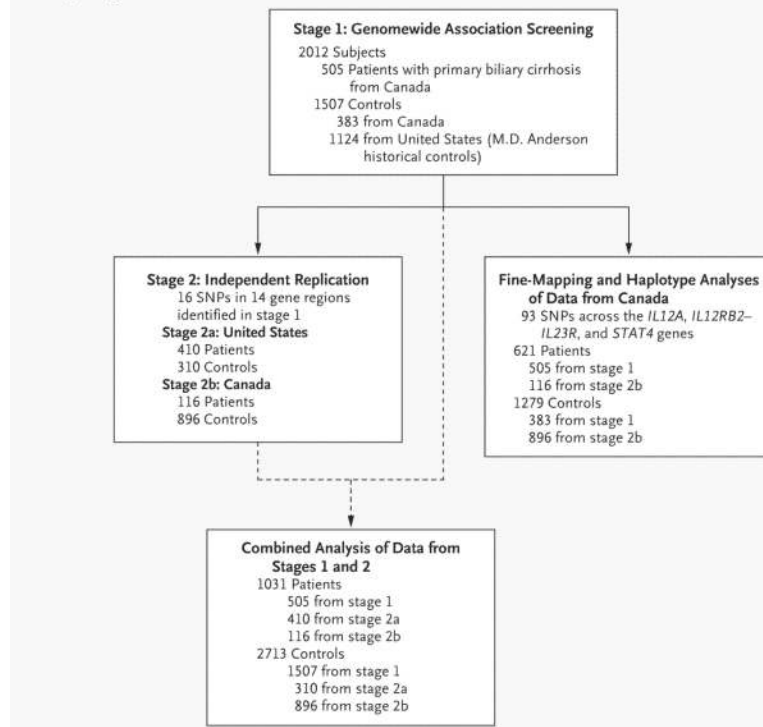 Stage 1: Genomewide Association Screening
2012 Subjects
505 Patients with primary biliary cirrhosis
from Canada
1507 Controls
383 from Canada
1124 from United States (M.D. Anderson
historical controls)
Stage 2: Independent Replication
16 SNPs in 14 gene regions
identified in stage 1
Stage 2a: United States
410 Patients
310 Controls
Stage 2b: Canada
116 Patients
896 Controls
Fine-Mapping and Haplotype Analyses
of Data from Canada
93 SNPs across the IL12A, IL12RB2–
IL23R, and STAT4 genes
621 Patients
505 from stage 1
116 from stage 2b
1279 Controls
383 from stage 1
896 from stage 2b
Combined Analysis of Data from
Stages 1 and 2
1031 Patients
505 from stage 1
410 from stage 2a
116 from stage 2b
2713 Controls
1507 from stage 1
310 from stage 2a
896 from stage 2b